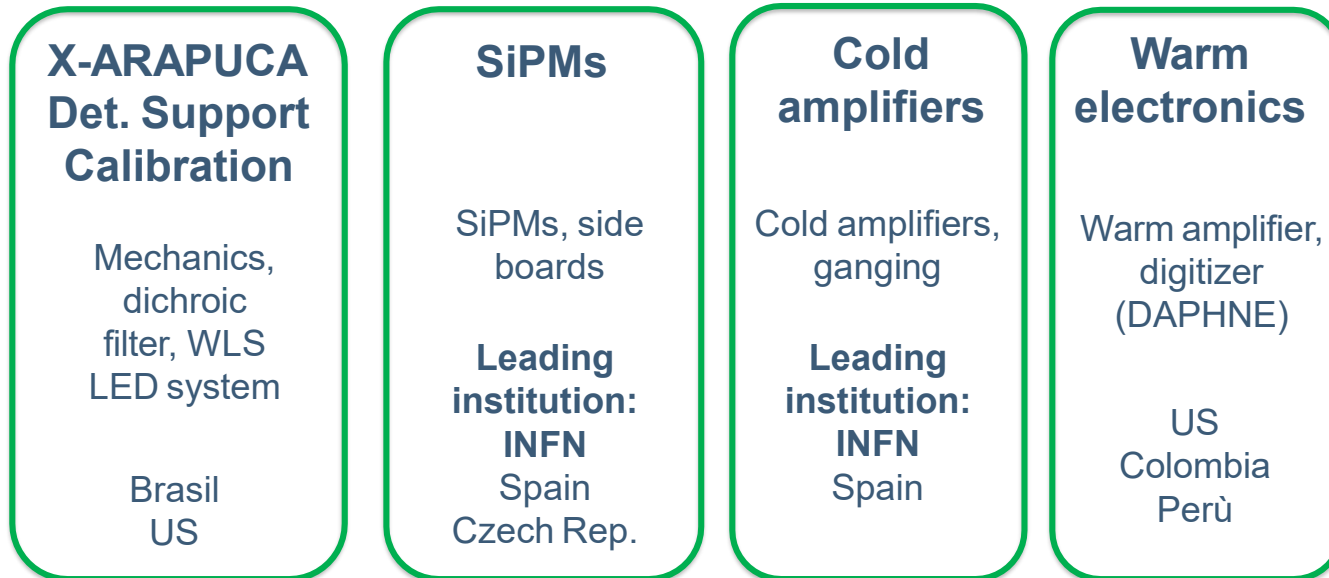 X-ARAPUCA
Det. Support
Calibration
Mechanics,
dichroic
filter, WLS
LED system
Brasil
US
SiPMs
SiPMs, side
boards
Leading
institution:
INFN
Spain
Czech Rep.
Cold
amplifiers
Cold amplifiers,
ganging
Leading
institution:
INFN
Spain
Warm
electronics
Warm amplifier,
digitizer
(DAPHNE)
US
Colombia
Perù